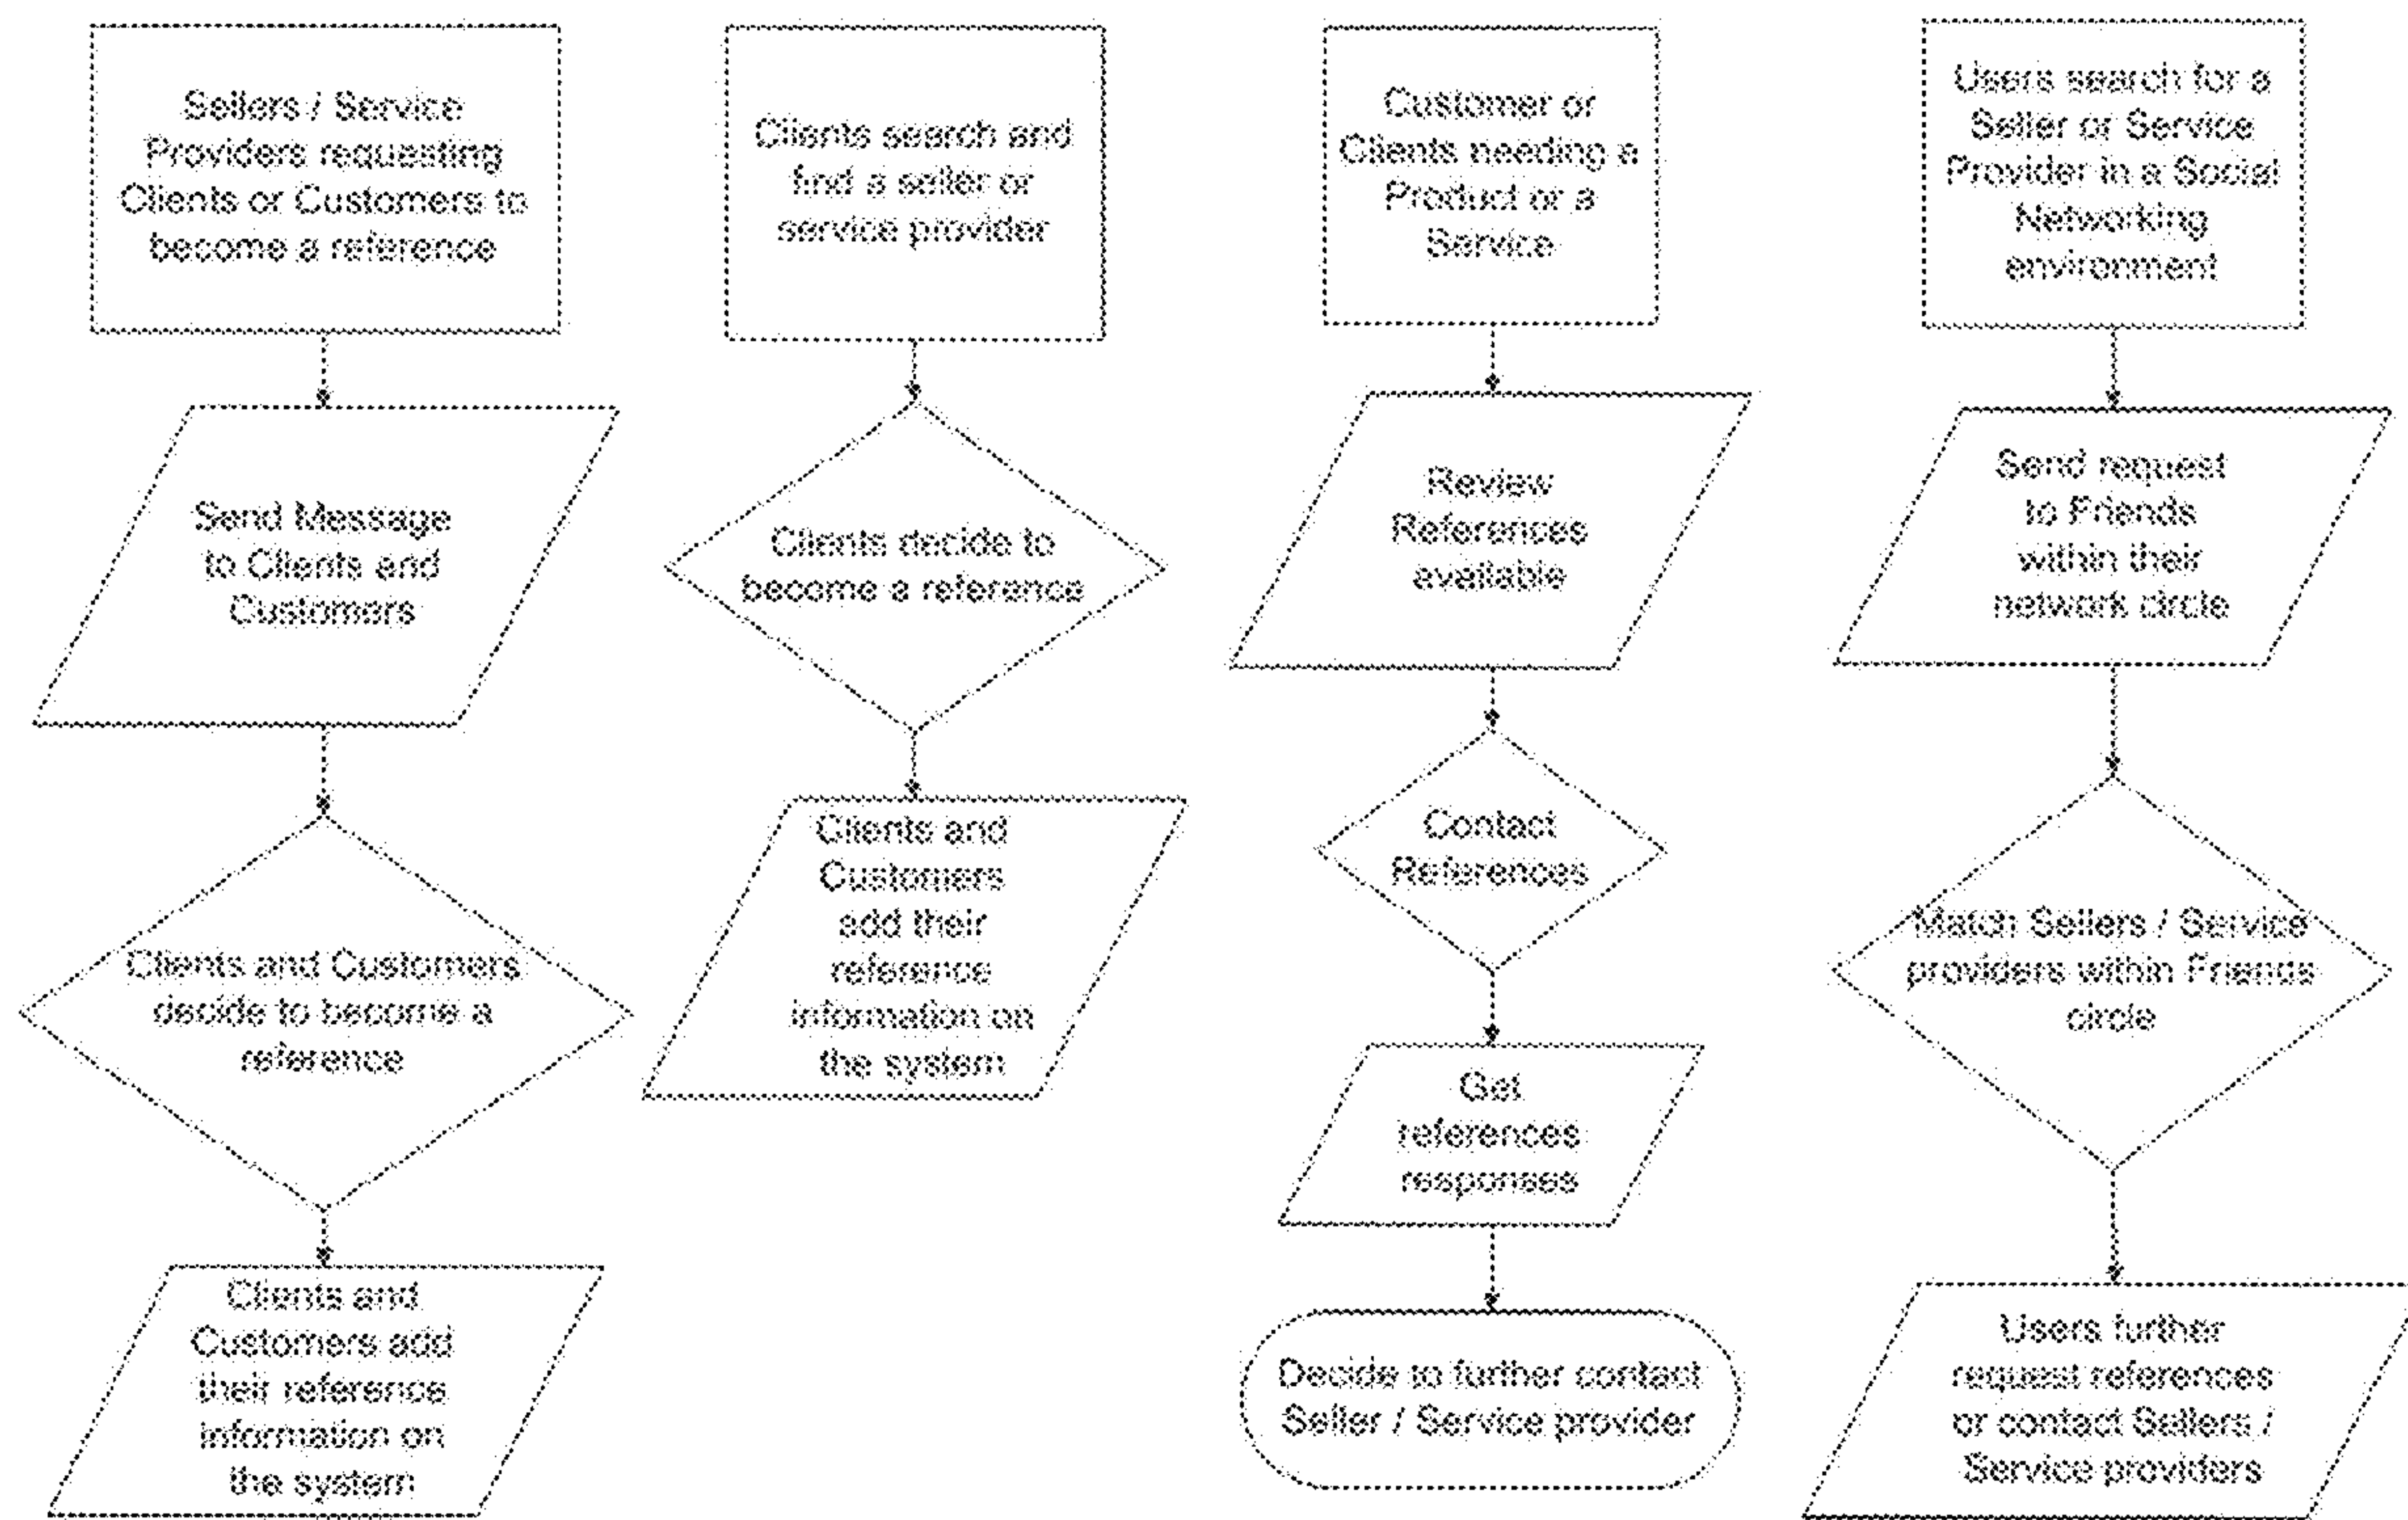 Sellers / Service
Providers requesting
Clients or Customers to
become a reference
Send Message
to Clients and
Customers
Clients and Customers
decide to become a
reference
Clients and
Customers add
their reference
information on
the system
Clients search and
find a seller or
service provider
Clients decide to
become a reference
Clients and
Customers
add their
reference
information on
the system
Customer or
Clients needing a
Product or a
Service
Review
References
available
Contact
References
Get
references
responses
Decide to further contact
Seller / Service provider
Users search for a
Seller or Service
Provider in a Social
Networking
environment
Send request
to Friends
within their
network circle
Match Sellers / Service
providers within Friends
circle
Users further
request references
or contact Sellers /
Service providers